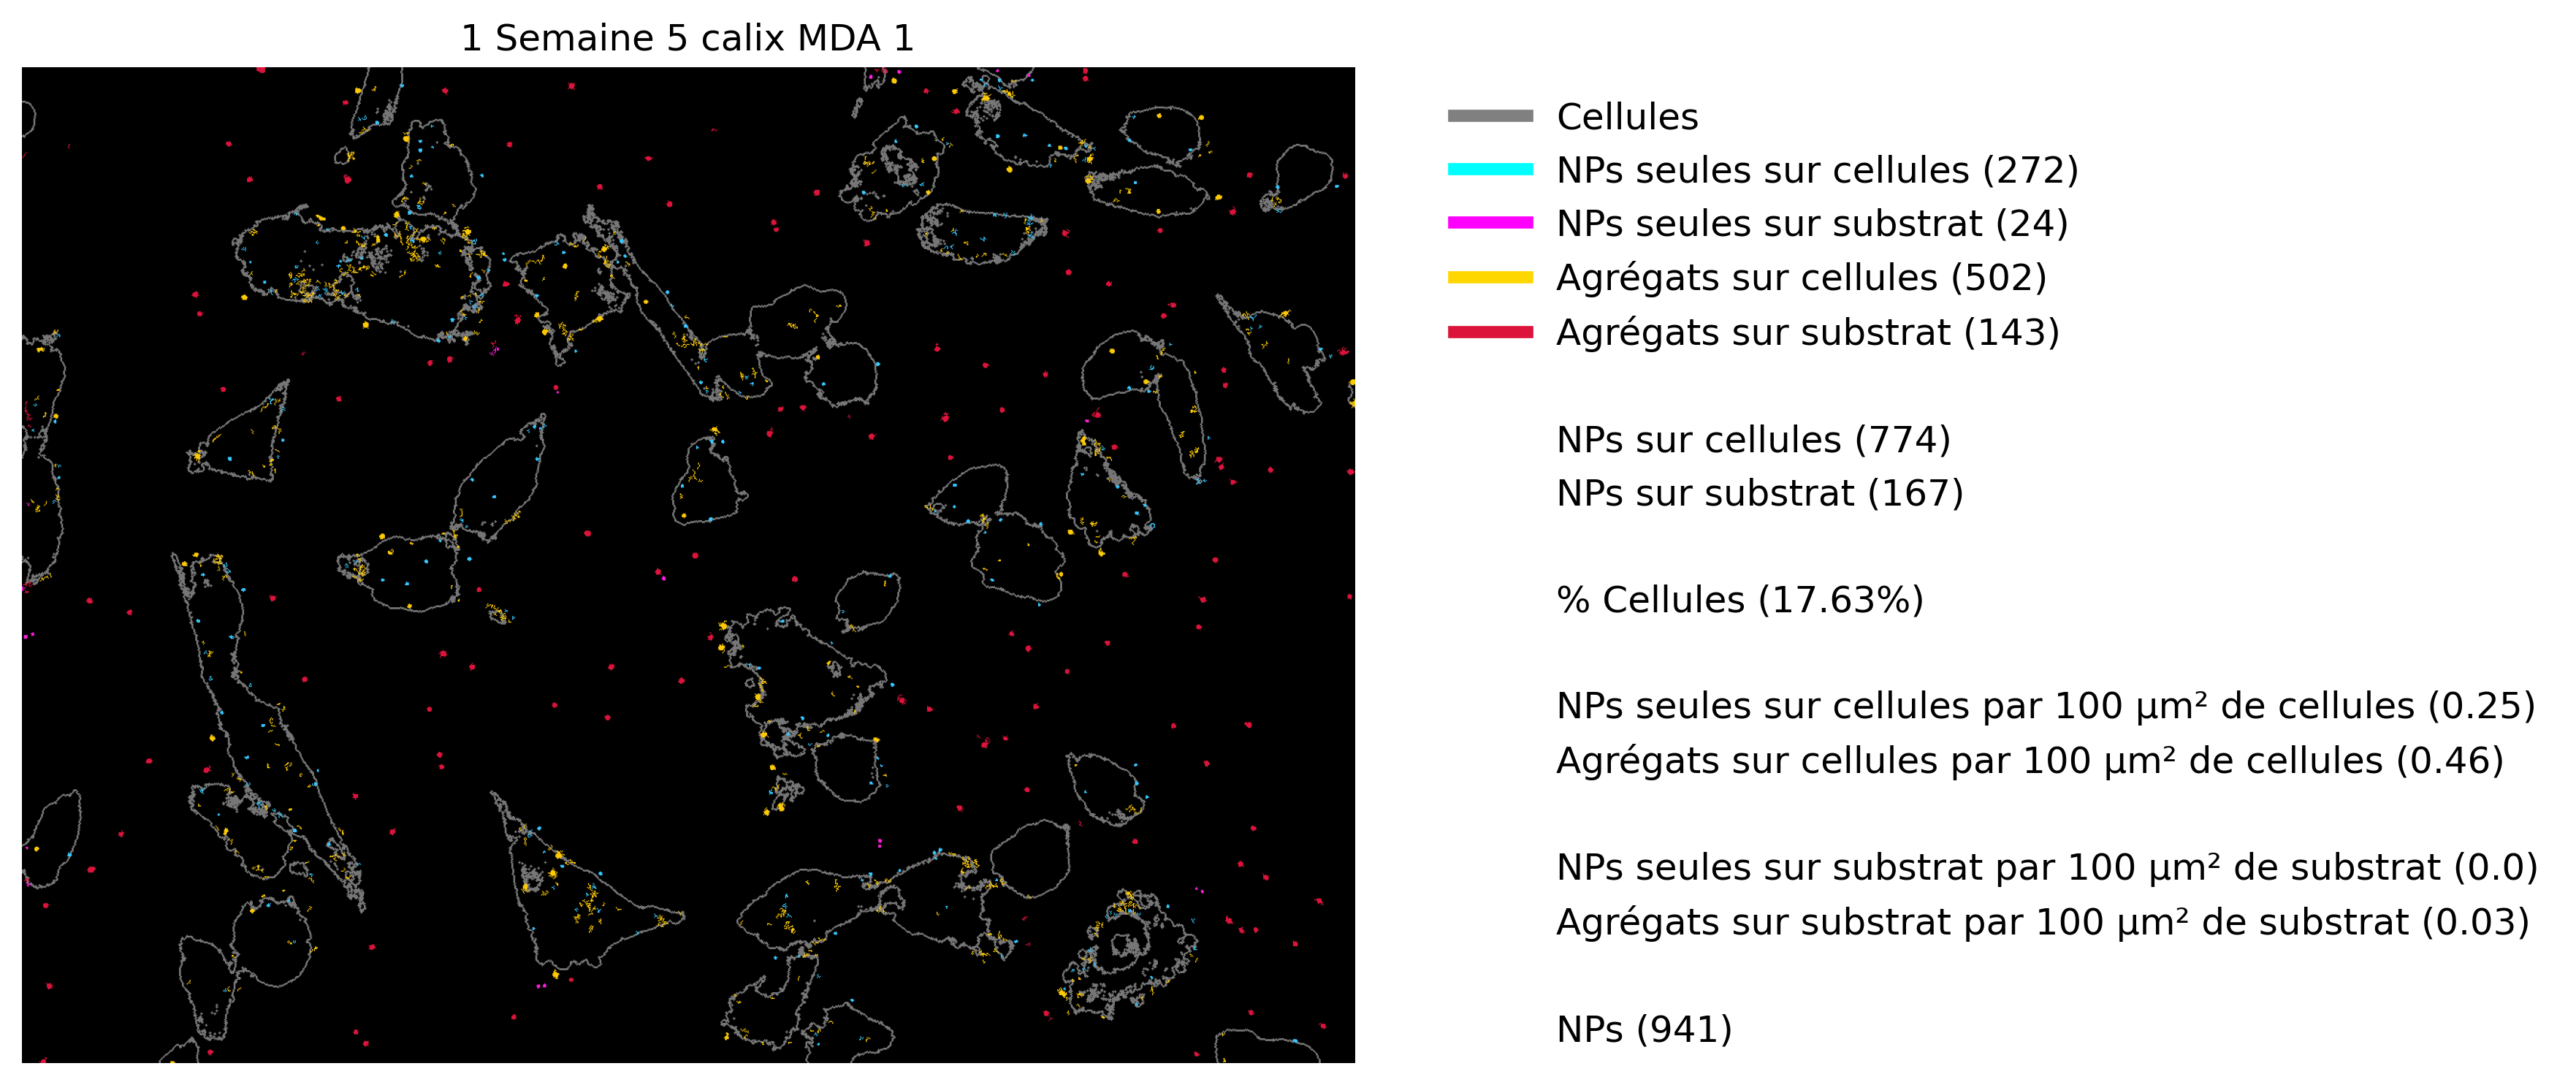 1 Semaine 5 calix MDA 1
Cellules
NPs seules sur cellules (272)
NPs seules sur substrat (24)
Agrégats sur cellules (502)
Agrégats sur substrat (143)
NPs sur cellules (774)
NPs sur substrat (167)
% Cellules (17.63%)
NPs seules sur cellules par 100 µm² de cellules (0.25)
Agrégats sur cellules par 100 µm² de cellules (0.46)
NPs seules sur substrat par 100 µm² de substrat (0.0)
Agrégats sur substrat par 100 µm² de substrat (0.03)
NPs (941)